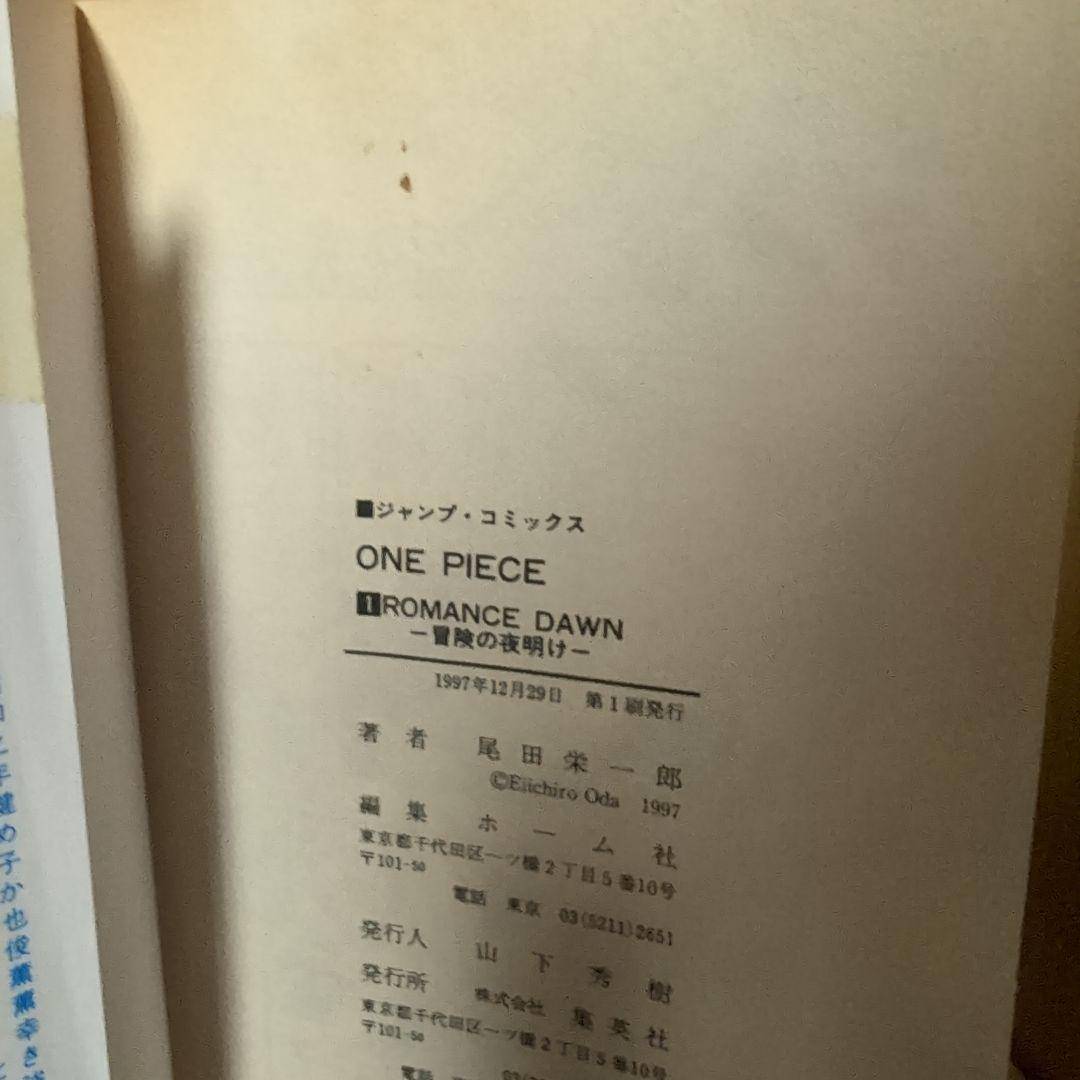 ■ジャンプ・コミックス
ONE PIECE
1 ROMANCE DAWN
―冒険の夜明け―
1997年12月29日 第1刷発行
著者 尾田栄一郎
©Eiichiro Oda 1997
編集 ホーム社
東京都千代田区一ツ橋2丁目5番10号
〒101-50
電話 東京 03(5211)2651
発行人 山下秀樹
発行所 株式会社 集英社
東京都千代田区一ツ橋2丁目5番10号
〒101-50
電話